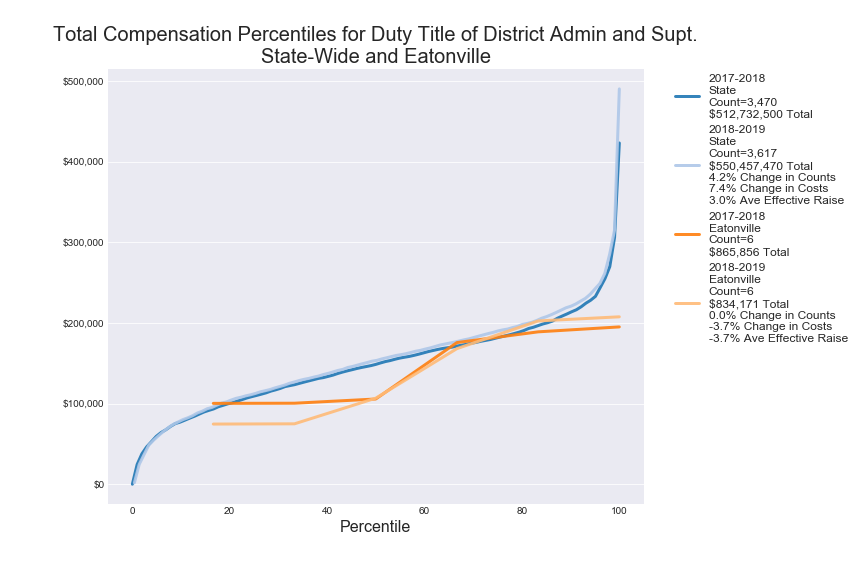 Total Compensation Percentiles for Duty Title of District Admin and Supt.
State-Wide and Eatonville
$500,000
$400,000
$300,000
$200,000
$100,000
$0
0
20
40
60
80
100
Percentile
2017-2018
State
Count=3,470
$512,732,500 Total
2018-2019
State
Count=3,617
$550,457,470 Total
4.2% Change in Counts
7.4% Change in Costs
3.0% Ave Effective Raise
2017-2018
Eatonville
Count=6
$865,856 Total
2018-2019
Eatonville
Count=6
$834,171 Total
0.0% Change in Counts
-3.7% Change in Costs
-3.7% Ave Effective Raise